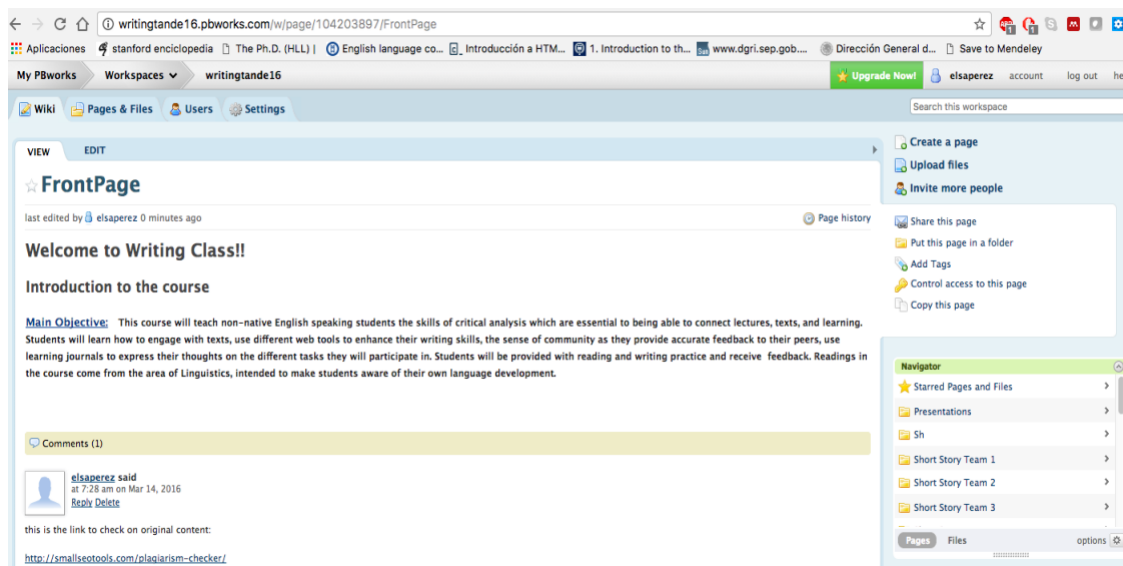 writingtande16.pbworks.com/w/page/104203897/FrontPage
Aplicaciones stanford enciclopedia The Ph.D. (HLL) | English language co... Introducción a HTM... 1. Introduction to th... www.dgri.sep.gob.... Dirección General d... Save to Mendeley
My PBworks Workspaces writingtande16 Upgrade Now! elsaperez account log out he
Wiki Pages & Files Users Settings Search this workspace
VIEW EDIT
FrontPage
last edited by elsaperez 0 minutes ago Page history
Welcome to Writing Class!!
Introduction to the course
Main Objective: This course will teach non-native English speaking students the skills of critical analysis which are essential to being able to connect lectures, texts, and learning.
Students will learn how to engage with texts, use different web tools to enhance their writing skills, the sense of community as they provide accurate feedback to their peers, use
learning journals to express their thoughts on the different tasks they will participate in. Students will be provided with reading and writing practice and receive feedback. Readings in
the course come from the area of Linguistics, intended to make students aware of their own language development.
Comments (1)
elsaperez said
at 7:28 am on Mar 14, 2016
Reply Delete
this is the link to check on original content:
http://smallseotools.com/plagiarism-checker/
Create a page
Upload files
Invite more people
Share this page
Put this page in a folder
Add Tags
Control access to this page
Copy this page
Navigator
Starred Pages and Files
Presentations
Sh
Short Story Team 1
Short Story Team 2
Short Story Team 3
Pages Files options